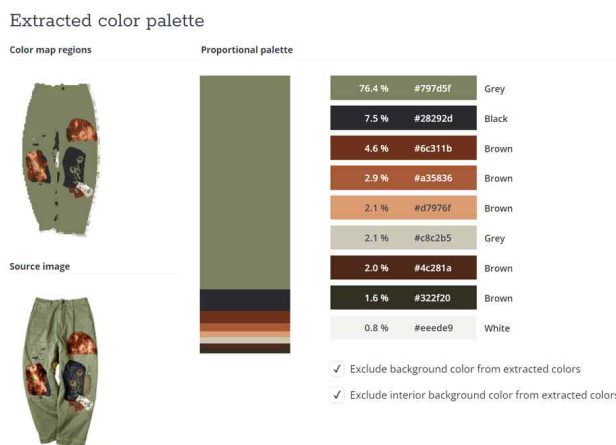 Extracted color palette
Color map regions
Proportional palette
76.4 % #797d5f Grey
7.5 % #28292d Black
4.6 % #6c311b Brown
2.9 % #a35836 Brown
2.1 % #d7976f Brown
2.1 % #c8c2b5 Grey
2.0 % #4c281a Brown
1.6 % #322f20 Brown
0.8 % #eeede9 White
Source image
✓ Exclude background color from extracted colors
✓ Exclude interior background color from extracted colors